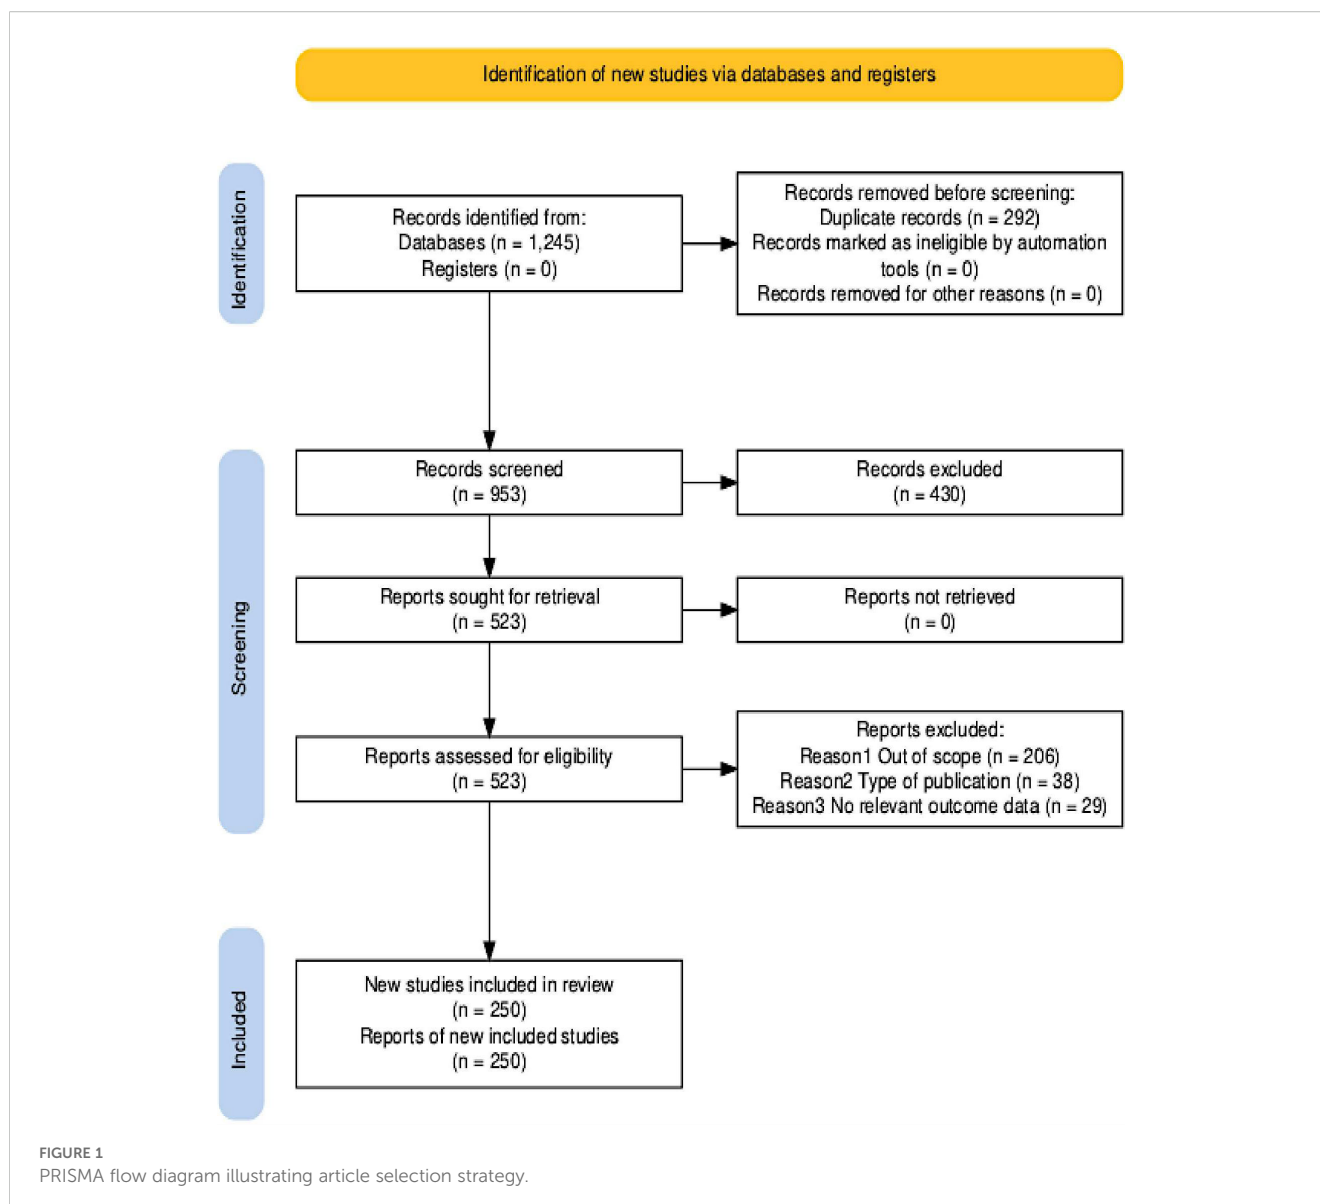 Identification of new studies via databases and registers
Identification
Records identified from:
Databases (n = 1,245)
Registers (n = 0)
Records removed before screening:
Duplicate records (n = 292)
Records marked as ineligible by automation
tools (n = 0)
Records removed for other reasons (n = 0)
Screening
Records screened
(n = 953)
Records excluded
(n = 430)
Reports sought for retrieval
(n = 523)
Reports not retrieved
(n = 0)
Reports assessed for eligibility
(n = 523)
Reports excluded:
Reason1 Out of scope (n = 206)
Reason2 Type of publication (n = 38)
Reason3 No relevant outcome data (n = 29)
Included
New studies included in review
(n = 250)
Reports of new included studies
(n = 250)
FIGURE 1
PRISMA flow diagram illustrating article selection strategy.